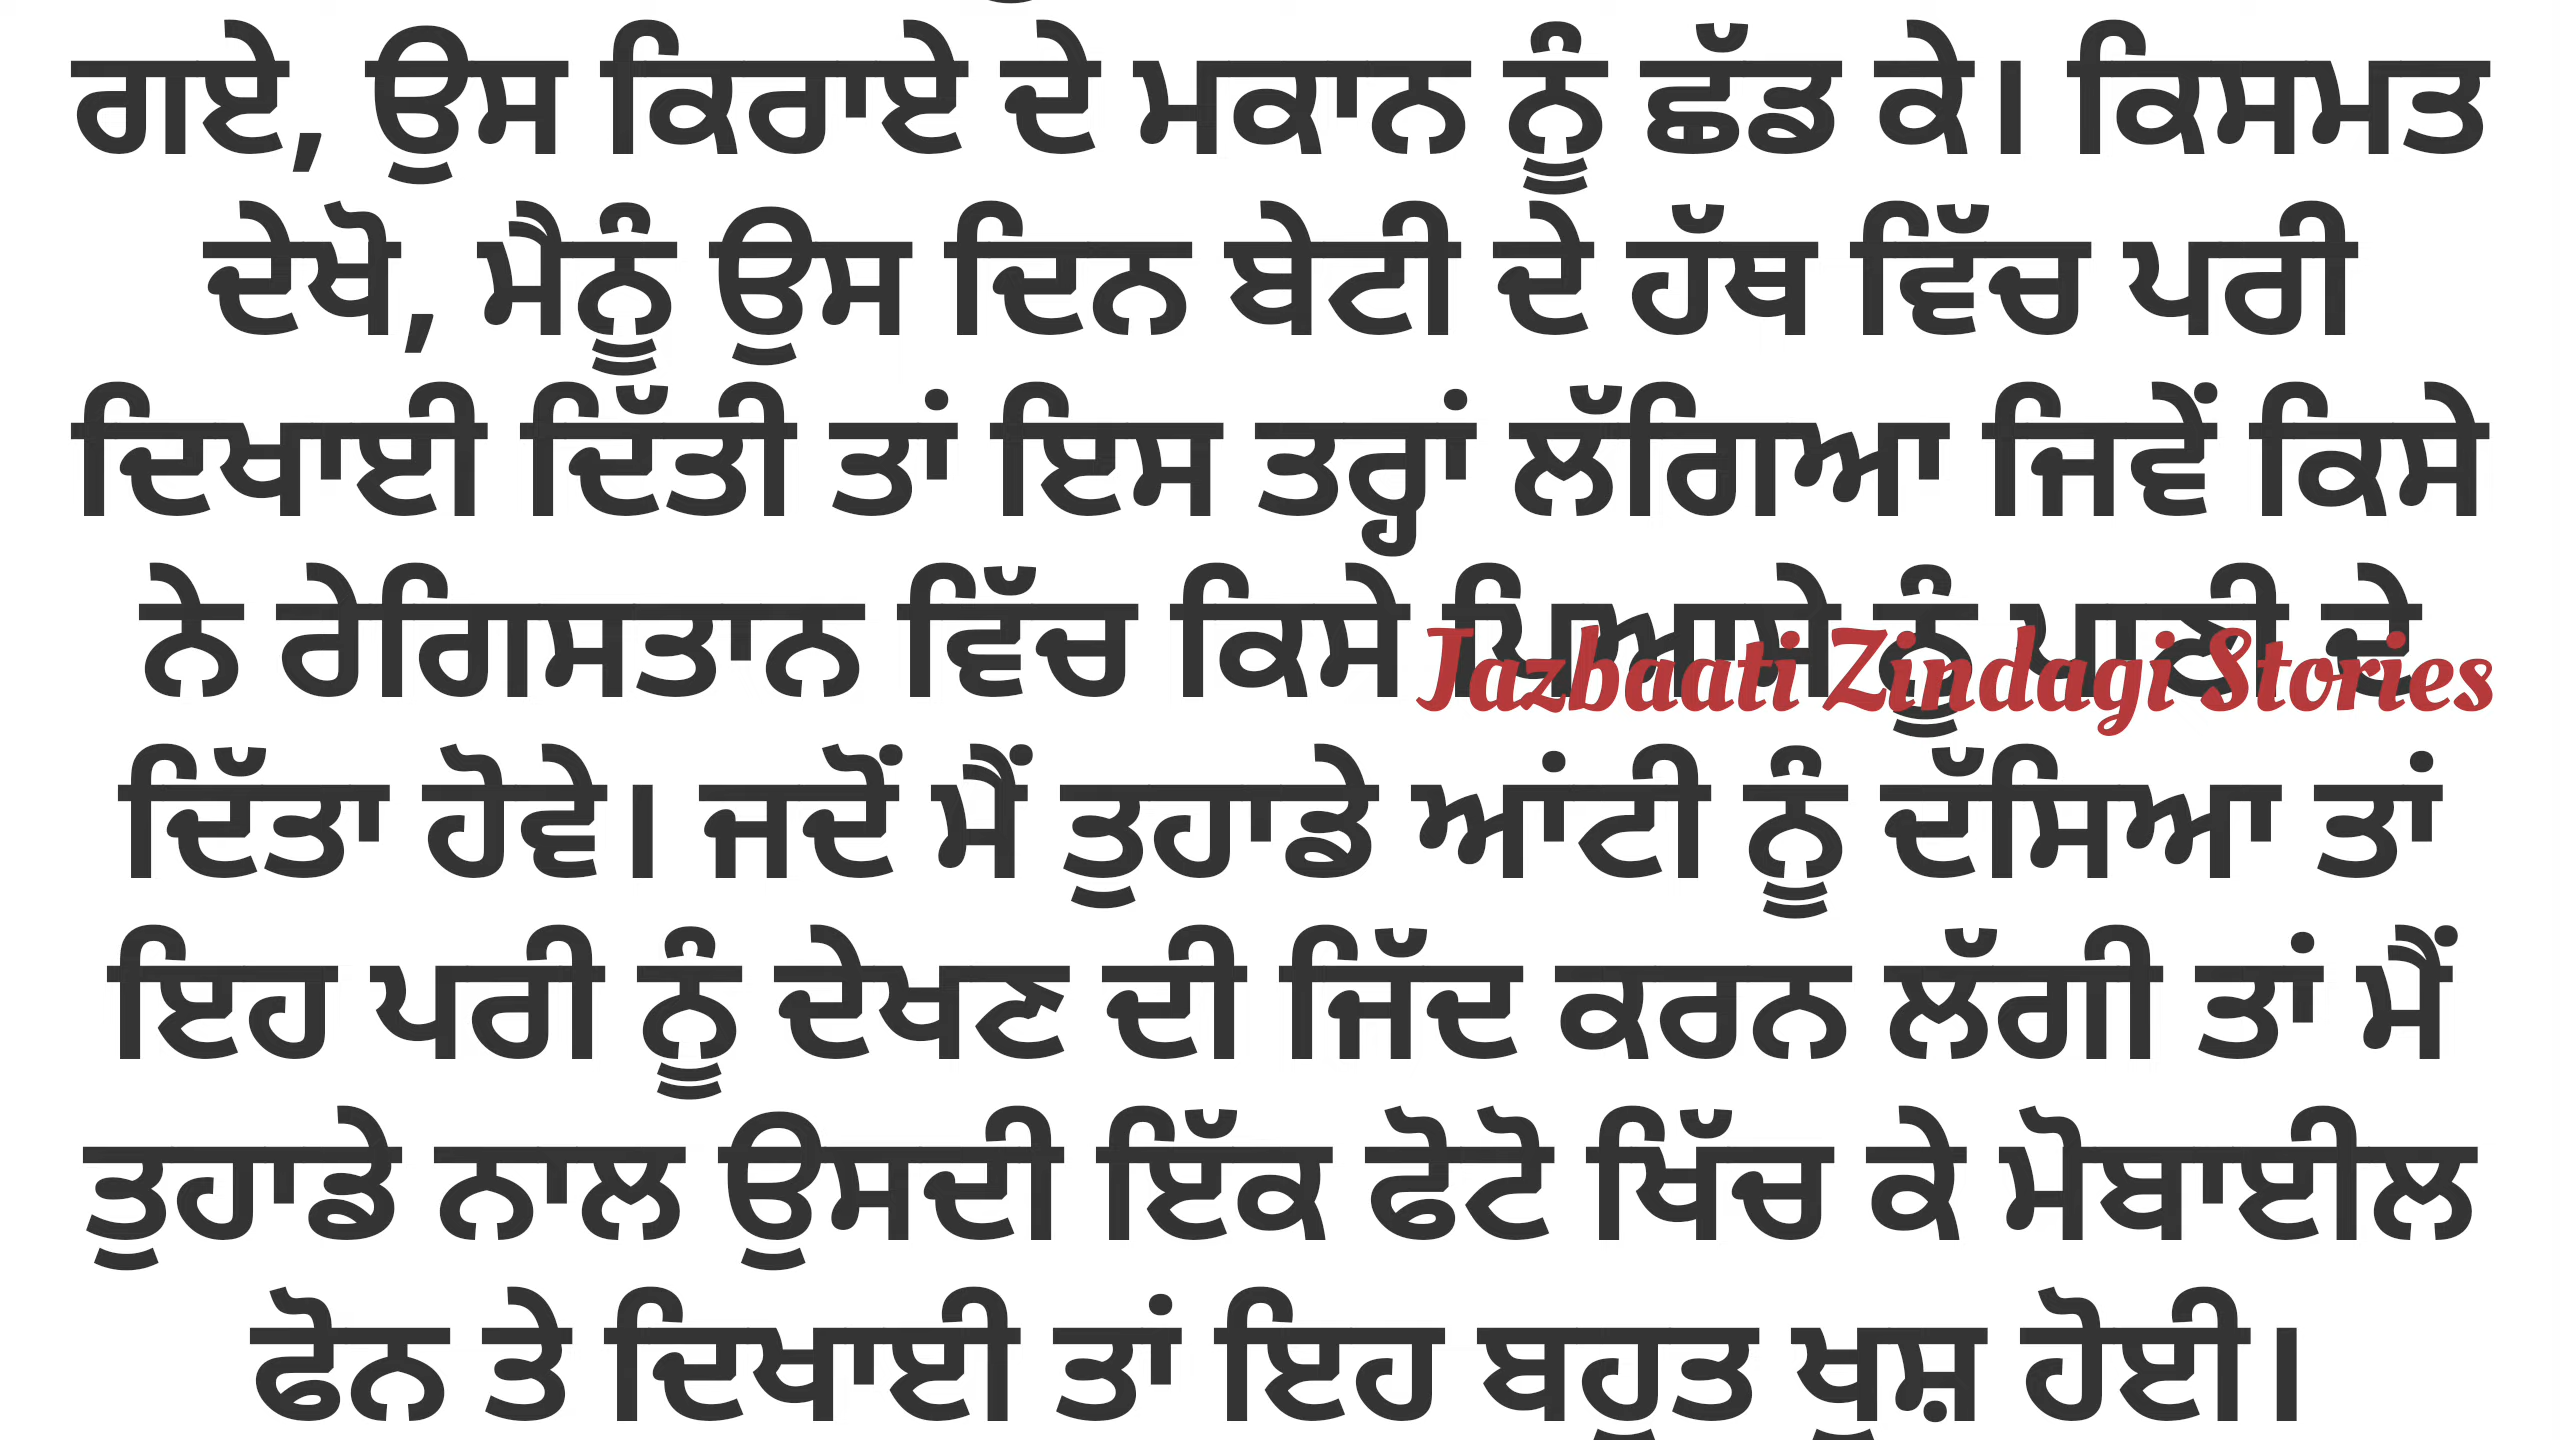 ਗਏ, ਉਸ ਕਿਰਾਏ ਦੇ ਮਕਾਨ ਨੂੰ ਛੱਡ ਕੇ। ਕਿਸਮਤ
ਦੇਖੋ, ਮੈਨੂੰ ਉਸ ਦਿਨ ਬੇਟੀ ਦੇ ਹੱਥ ਵਿੱਚ ਪਰੀ
ਦਿਖਾਈ ਦਿੱਤੀ ਤਾਂ ਇਸ ਤਰ੍ਹਾਂ ਲੱਗਿਆ ਜਿਵੇਂ ਕਿਸੇ
ਨੇ ਰੇਗਿਸਤਾਨ ਵਿੱਚ ਕਿਸੇ ਪਿਆਸੇ ਨੂੰ ਪਾਣੀ ਦੇ
Jazbaati Zindagi Stories
ਦਿੱਤਾ ਹੋਵੇ। ਜਦੋਂ ਮੈਂ ਤੁਹਾਡੇ ਆਂਟੀ ਨੂੰ ਦੱਸਿਆ ਤਾਂ
ਇਹ ਪਰੀ ਨੂੰ ਦੇਖਣ ਦੀ ਜਿੱਦ ਕਰਨ ਲੱਗੀ ਤਾਂ ਮੈਂ
ਤੁਹਾਡੇ ਨਾਲ ਉਸਦੀ ਇੱਕ ਫੋਟੋ ਖਿੱਚ ਕੇ ਮੋਬਾਈਲ
ਫੋਨ ਤੇ ਦਿਖਾਈ ਤਾਂ ਇਹ ਬਹੁਤ ਖੁਸ਼ ਹੋਈ।